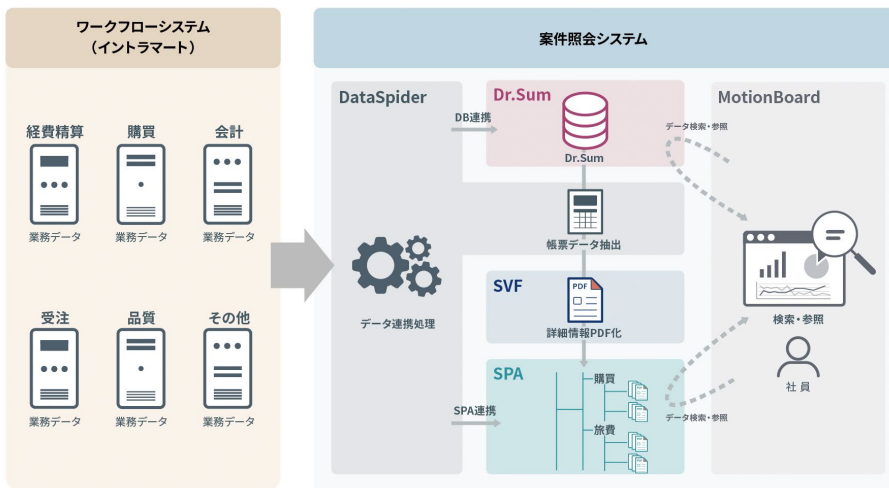 ワークフローシステム
（イントラマート）
経費精算
購買
会計
業務データ
業務データ
業務データ
受注
品質
その他
業務データ
業務データ
業務データ
案件照会システム
DataSpider
データ連携処理
DB連携
SPA連携
Dr.Sum
Dr.Sum
帳票データ抽出
SVF
PDF
詳細情報PDF化
SPA
購買
旅費
MotionBoard
データ検索・参照
検索・参照
社員
データ検索・参照